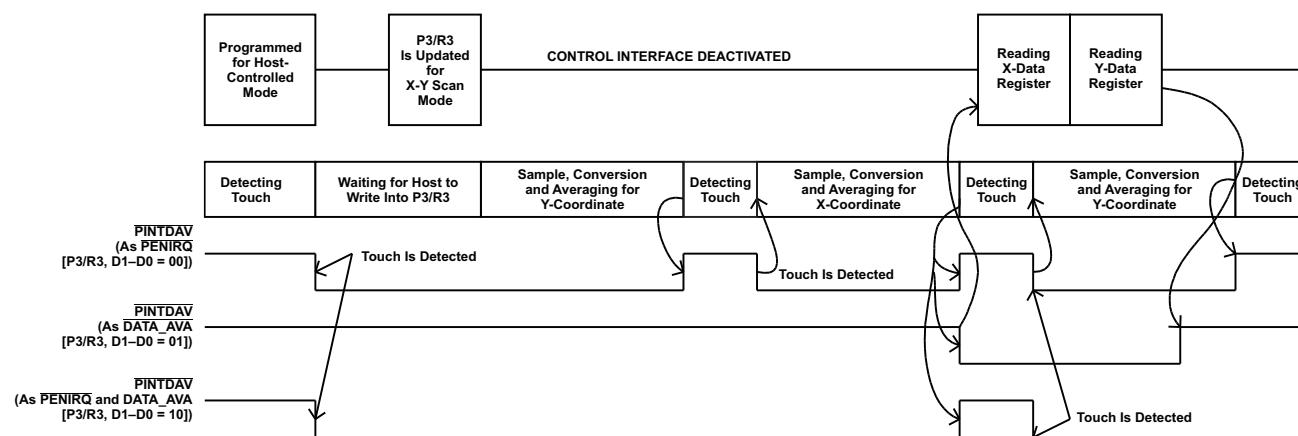 Programmed
for Host-
Controlled
Mode
P3/R3
Is Updated
for
X-Y Scan
Mode
CONTROL INTERFACE DEACTIVATED
Reading
X-Data
Register
Reading
Y-Data
Register
Detecting
Touch
Waiting for Host to
Write Into P3/R3
Sample, Conversion
and Averaging for
Y-Coordinate
Detecting
Touch
Sample, Conversion
and Averaging for
X-Coordinate
Detecting
Touch
Sample, Conversion
and Averaging for
Y-Coordinate
Detecting
Touch
PINTDAV
(As PENIRQ
[P3/R3, D1–D0 = 00])
Touch Is Detected
Touch Is Detected
PINTDAV
(As DATA_AVA
[P3/R3, D1–D0 = 01])
PINTDAV
(As PENIRQ and DATA_AVA
[P3/R3, D1–D0 = 10])
Touch Is Detected